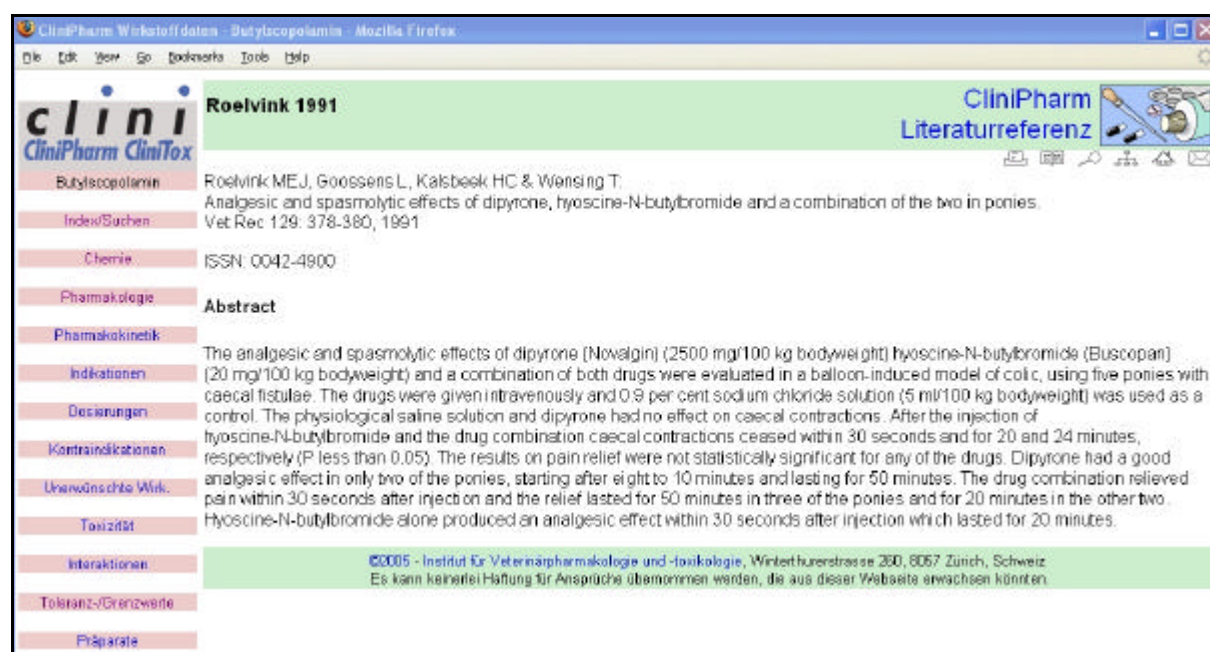 CliniPharm Wirkstoffdaten - Butylscopolamin - Mozilla Firefox
File Edit View Go Bookmarks Tools Help
clini
CliniPharm CliniTox
Roelvink 1991
CliniPharm
Literaturreferenz
Butylscopolamin
Index/Suchen
Chemie
Pharmakologie
Pharmakokinetik
Indikationen
Dosierungen
Kontraindikationen
Unerwünschte Wirk.
Toxizität
Interaktionen
Toleranz-/Grenzwerte
Präparate
Roelvink MEJ, Goossens L, Kalsbeek HC & Wensing T:
Analgesic and spasmolytic effects of dipyrone, hyoscine-N-butylbromide and a combination of the two in ponies.
Vet Rec 129: 378-380, 1991
ISSN: 0042-4900
Abstract
The analgesic and spasmolytic effects of dipyrone (Novalgin) (2500 mg/100 kg bodyweight) hyoscine-N-butylbromide (Buscopan)
(20 mg/100 kg bodyweight) and a combination of both drugs were evaluated in a balloon-induced model of colic, using five ponies with
caecal fistulae. The drugs were given intravenously and 0.9 per cent sodium chloride solution (5 ml/100 kg bodyweight) was used as a
control. The physiological saline solution and dipyrone had no effect on caecal contractions. After the injection of
hyoscine-N-butylbromide and the drug combination caecal contractions ceased within 30 seconds and for 20 and 24 minutes,
respectively (P less than 0.05). The results on pain relief were not statistically significant for any of the drugs. Dipyrone had a good
analgesic effect in only two of the ponies, starting after eight to 10 minutes and lasting for 50 minutes. The drug combination relieved
pain within 30 seconds after injection and the relief lasted for 50 minutes in three of the ponies and for 20 minutes in the other two.
Hyoscine-N-butylbromide alone produced an analgesic effect within 30 seconds after injection which lasted for 20 minutes.
©2005 - Institut für Veterinärpharmakologie und -toxikologie, Winterthurerstrasse 260, 8057 Zürich, Schweiz
Es kann keinerlei Haftung für Ansprüche übernommen werden, die aus dieser Webseite erwachsen könnten.